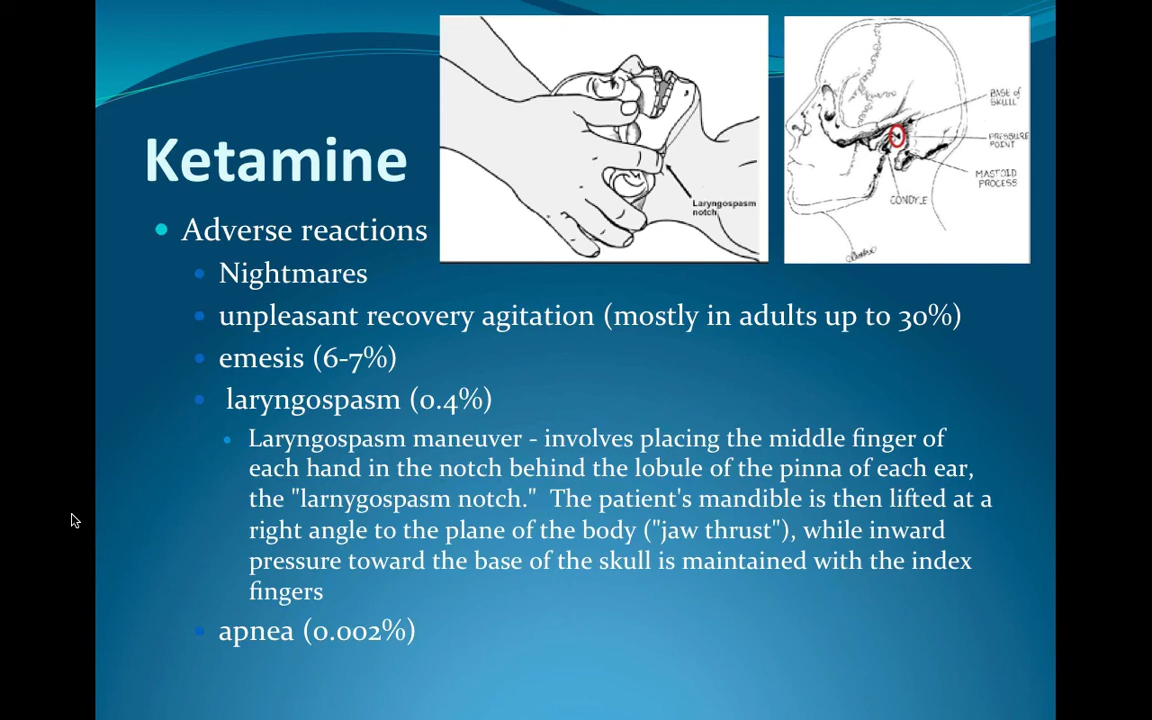 Laryngospasm
notch
BASE of
SKULL
PRESSURE
POINT
MASTOID
PROCESS
CONDYLE
Ketamine
Adverse reactions
Nightmares
unpleasant recovery agitation (mostly in adults up to 30%)
emesis (6-7%)
laryngospasm (0.4%)
Laryngospasm maneuver - involves placing the middle finger of
each hand in the notch behind the lobule of the pinna of each ear,
the "larnygospasm notch."  The patient's mandible is then lifted at a
right angle to the plane of the body ("jaw thrust"), while inward
pressure toward the base of the skull is maintained with the index
fingers
apnea (0.002%)